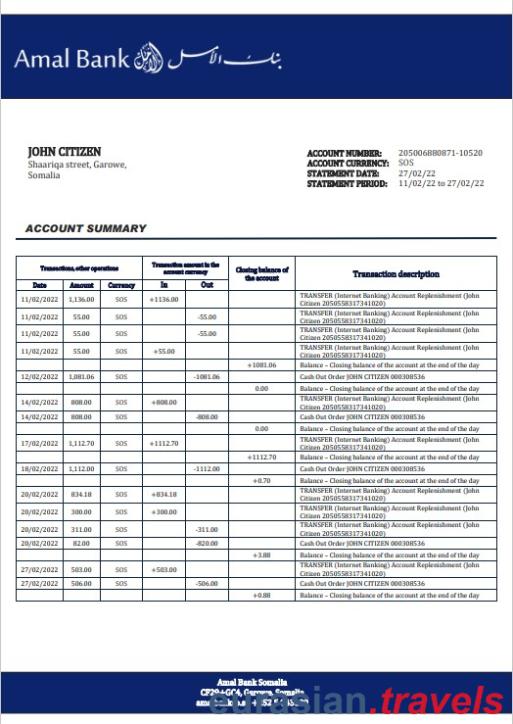 Amal Bank بنك الأمل
JOHN CITIZEN
Shaariqa street, Garowe,
Somalia
ACCOUNT NUMBER: 205006880871-10520
ACCOUNT CURRENCY: SOS
STATEMENT DATE: 27/02/22
STATEMENT PERIOD: 11/02/22 to 27/02/22
ACCOUNT SUMMARY
Transactions, other operations
Transaction amount in the
account currency
Closing balance of
the account
Transaction description
Date Amount Currency In Out
11/02/2022 1,136.00 SOS +1136.00 TRANSFER (Internet Banking) Account Replenishment (John
Citizen 2050558317341020)
11/02/2022 55.00 SOS -55.00 TRANSFER (Internet Banking) Account Replenishment (John
Citizen 2050558317341020)
11/02/2022 55.00 SOS -55.00 TRANSFER (Internet Banking) Account Replenishment (John
Citizen 2050558317341020)
11/02/2022 55.00 SOS +55.00 TRANSFER (Internet Banking) Account Replenishment (John
Citizen 2050558317341020)
+1081.06 Balance – Closing balance of the account at the end of the day
12/02/2022 1,081.06 SOS -1081.06 Cash Out Order JOHN CITIZEN 000308536
0.00 Balance – Closing balance of the account at the end of the day
14/02/2022 808.00 SOS +808.00 TRANSFER (Internet Banking) Account Replenishment (John
Citizen 2050558317341020)
14/02/2022 808.00 SOS -808.00 Cash Out Order JOHN CITIZEN 000308536
0.00 Balance – Closing balance of the account at the end of the day
17/02/2022 1,112.70 SOS +1112.70 TRANSFER (Internet Banking) Account Replenishment (John
Citizen 2050558317341020)
+1112.70 Balance – Closing balance of the account at the end of the day
18/02/2022 1,112.00 SOS -1112.00 Cash Out Order JOHN CITIZEN 000308536
+0.70 Balance – Closing balance of the account at the end of the day
20/02/2022 834.18 SOS +834.18 TRANSFER (Internet Banking) Account Replenishment (John
Citizen 2050558317341020)
20/02/2022 300.00 SOS +300.00 TRANSFER (Internet Banking) Account Replenishment (John
Citizen 2050558317341020)
20/02/2022 311.00 SOS -311.00 TRANSFER (Internet Banking) Account Replenishment (John
Citizen 2050558317341020)
20/02/2022 82.00 SOS -820.00 Cash Out Order JOHN CITIZEN 000308536
+3.88 Balance – Closing balance of the account at the end of the day
27/02/2022 503.00 SOS +503.00 TRANSFER (Internet Banking) Account Replenishment (John
Citizen 2050558317341020)
27/02/2022 506.00 SOS -506.00 Cash Out Order JOHN CITIZEN 000308536
+0.88 Balance – Closing balance of the account at the end of the day
Amal Bank Somalia
CF29+GC4, Garowe, Somalia
eurasian.travels